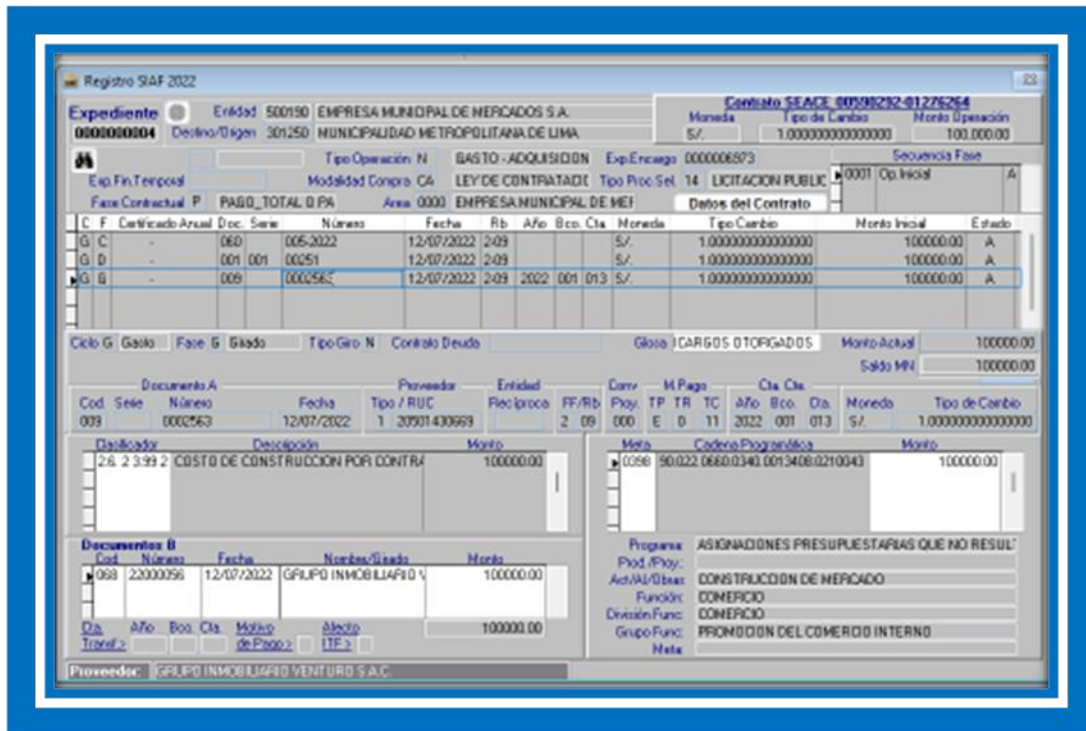 Registro SIAF 2022
Expediente Entidad 500190 EMPRESA MUNICIPAL DE MERCADOS S.A. Contrato SEACE 00590292-01276264
0000000004 Destino/Origen 301250 MUNICIPALIDAD METROPOLITANA DE LIMA Moneda Tipo de Cambio Monto Operación
S/. 1.000000000000000 100,000.00
Tipo Operación N GASTO - ADQUISICION Exp.Encargo 0000006973 Secuencia Fase
Exp.Fin.Temporal Modalidad Compra CA LEY DE CONTRATACI Tipo Proc.Sel. 14 LICITACION PUBLIC 0001 Op.Inicial A
Fase Contractual P PAGO_TOTAL O PA Area 0000 EMPRESA MUNICIPAL DE MEF Datos del Contrato
C F Certificado Anual Doc. Serie Número Fecha Rb Año Bco. Cta Moneda Tipo Cambio Monto Inicial Estado
G C - 060 005-2022 12/07/2022 2-09 S/. 1.000000000000000 100000.00 A
G D - 001 001 00251 12/07/2022 2-09 S/. 1.000000000000000 100000.00 A
G G - 009 0002563 12/07/2022 2-09 2022 001 013 S/. 1.000000000000000 100000.00 A
Ciclo G Gasto Fase G Girado Tipo Giro N Contrato Deuda Glosa CARGOS OTORGADOS Monto Actual 100000.00
Saldo MN 100000.00
Documento A Proveedor Entidad Conv. M.Pago Cta. Cte.
Cod. Serie Número Fecha Tipo / RUC Recíproca FF/Rb Proy. TP TR TC Año Bco. Cta. Moneda Tipo de Cambio
009 0002563 12/07/2022 1 20501430669 2 09 000 E D 11 2022 001 013 S/. 1.000000000000000
Clasificador Descripción Monto Meta Cadena Programática Monto
2.6. 2 3.99 2 COSTO DE CONSTRUCCION POR CONTRA 100000.00 0398 90.022.0660.0340.0013408.0210043 100000.00
Documentos B
Cod. Número Fecha Nombre/Girado Monto
068 22000056 12/07/2022 GRUPO INMOBILIARIO V 100000.00
Programa: ASIGNACIONES PRESUPUESTARIAS QUE NO RESUL
Prod./Proy.:
Act/AI/Obras: CONSTRUCCION DE MERCADO
Función: COMERCIO
División Func: COMERCIO
Grupo Func: PROMOCION DEL COMERCIO INTERNO
Meta:
Cta. Año Bco. Cta. Motivo Afecto 100000.00
Transf.> de Pago > ITF >
Proveedor: GRUPO INMOBILIARIO VENTURO S.A.C.